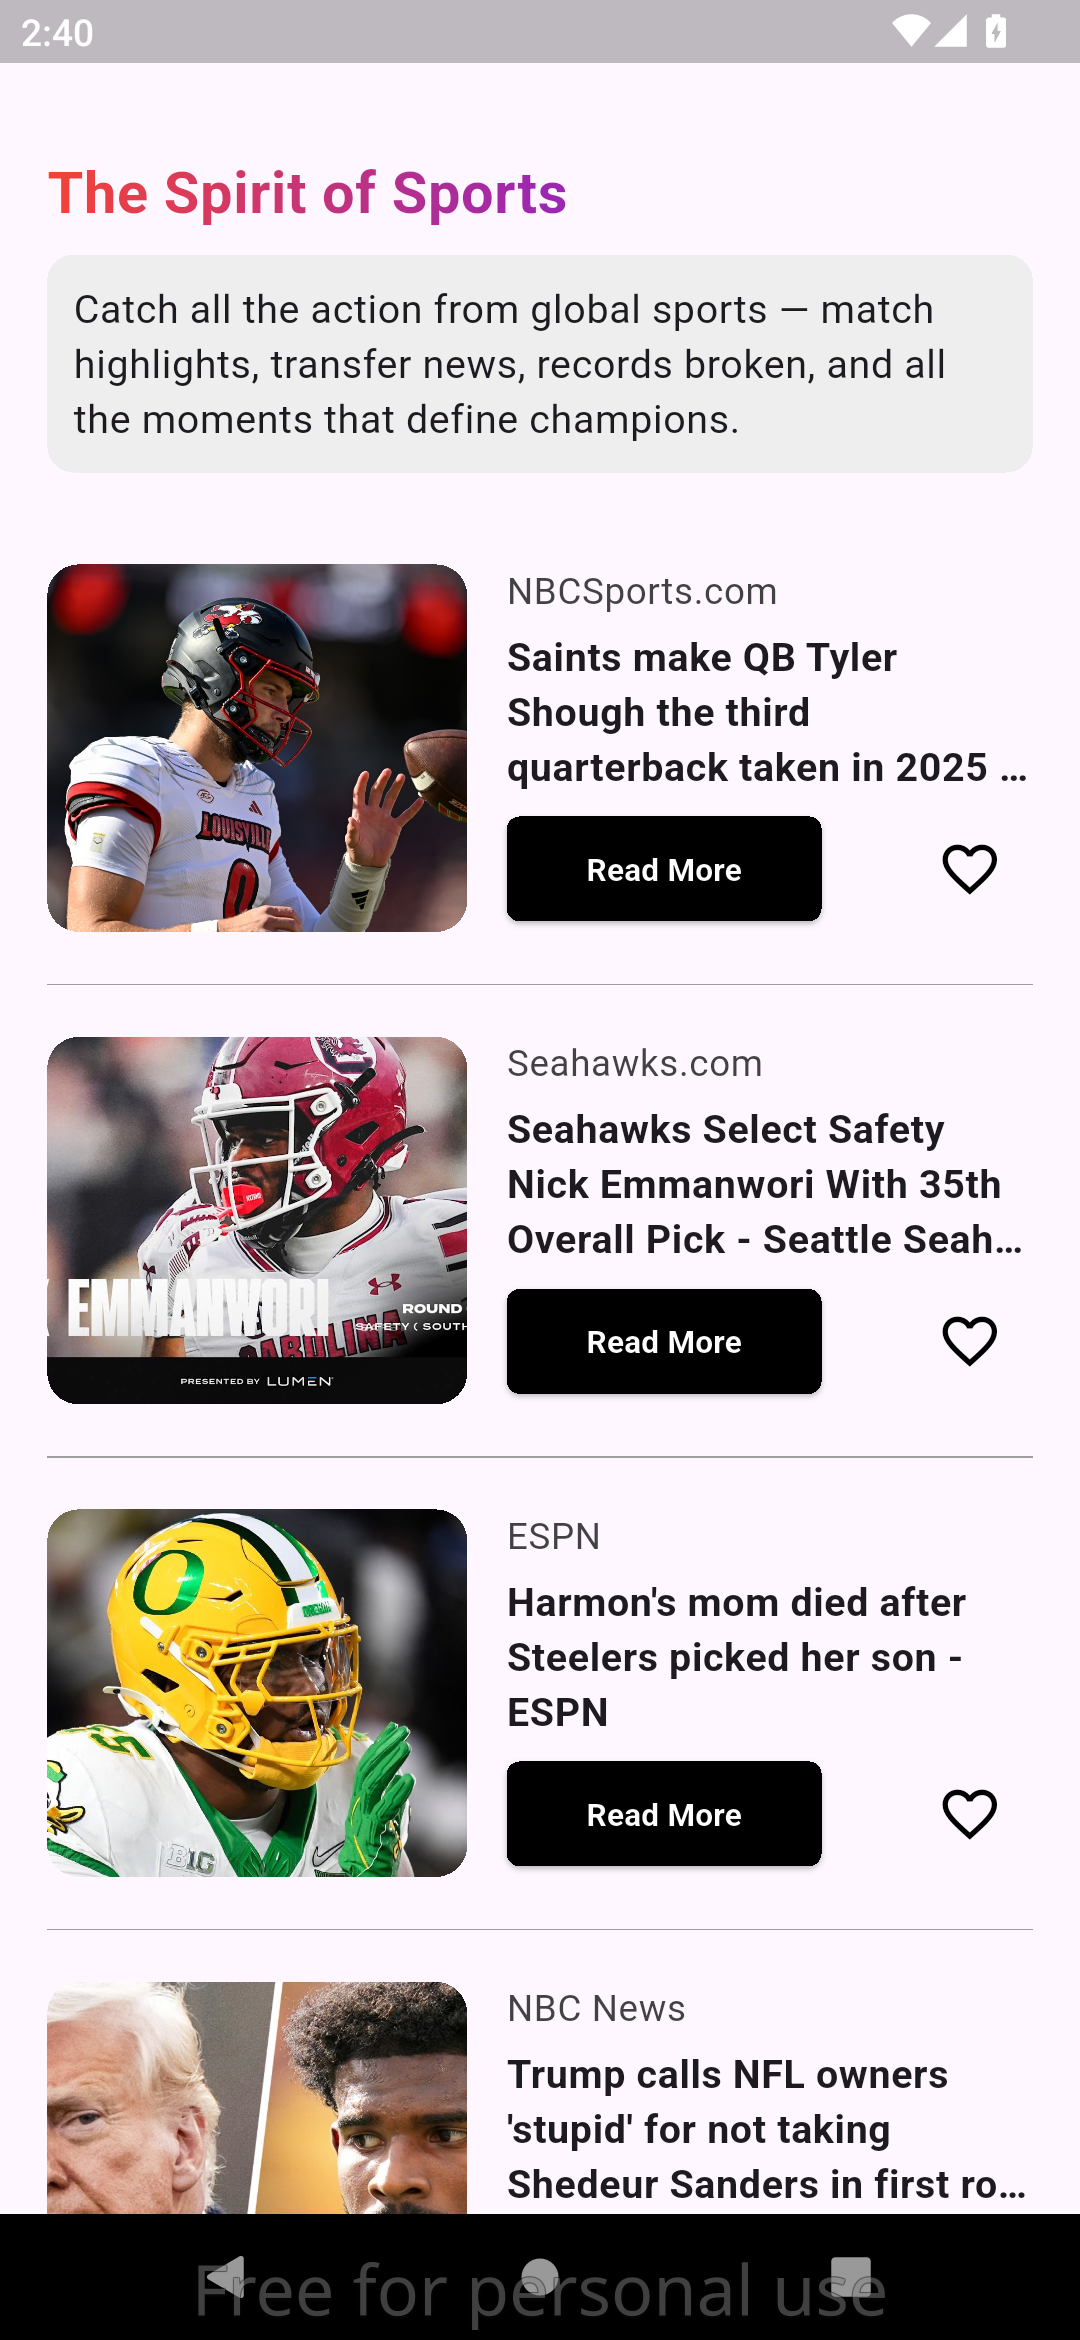 2:40
The Spirit of Sports
Catch all the action from global sports — match
highlights, transfer news, records broken, and all
the moments that define champions.
NBCSports.com
Saints make QB Tyler
Shough the third
quarterback taken in 2025 …
Read More
LOUISVILLE
0
Seahawks.com
Seahawks Select Safety
Nick Emmanwori With 35th
Overall Pick - Seattle Seah…
Read More
EMMANWORI
ROUND
SAFETY ( SOUTH
CAROLINA
PRESENTED BY LUMEN
ESPN
Harmon's mom died after
Steelers picked her son -
ESPN
Read More
O
OREGON
B1G
NBC News
Trump calls NFL owners
'stupid' for not taking
Shedeur Sanders in first ro…
Free for personal use